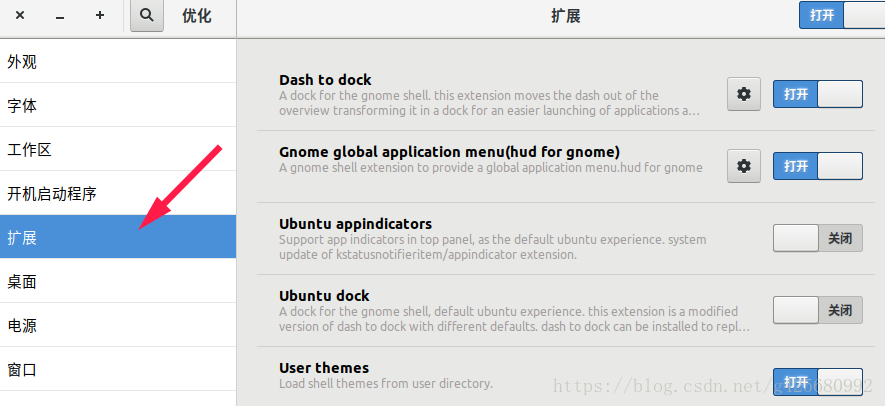 优化
扩展
打开
外观
字体
工作区
开机启动程序
扩展
桌面
电源
窗口
Dash to dock
A dock for the gnome shell. this extension moves the dash out of the
overview transforming it in a dock for an easier launching of applications a...
打开
Gnome global application menu(hud for gnome)
A gnome shell extension to provide a global application menu.hud for gnome
打开
Ubuntu appindicators
Support app indicators in top panel, as the default ubuntu experience. system
update of kstatusnotifieritem/appindicator extension.
关闭
Ubuntu dock
A dock for the gnome shell, default ubuntu experience. this extension is a modified
version of dash to dock with different defaults. dash to dock can be installed to repl...
关闭
User themes
Load shell themes from user directory.
打开